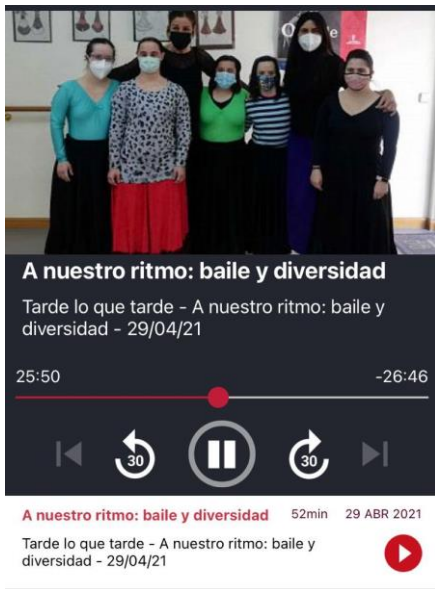 A nuestro ritmo: baile y diversidad
Tarde lo que tarde - A nuestro ritmo: baile y
diversidad - 29/04/21
25:50
-26:46
30
30
A nuestro ritmo: baile y diversidad
52min
29 ABR 2021
Tarde lo que tarde - A nuestro ritmo: baile y
diversidad - 29/04/21